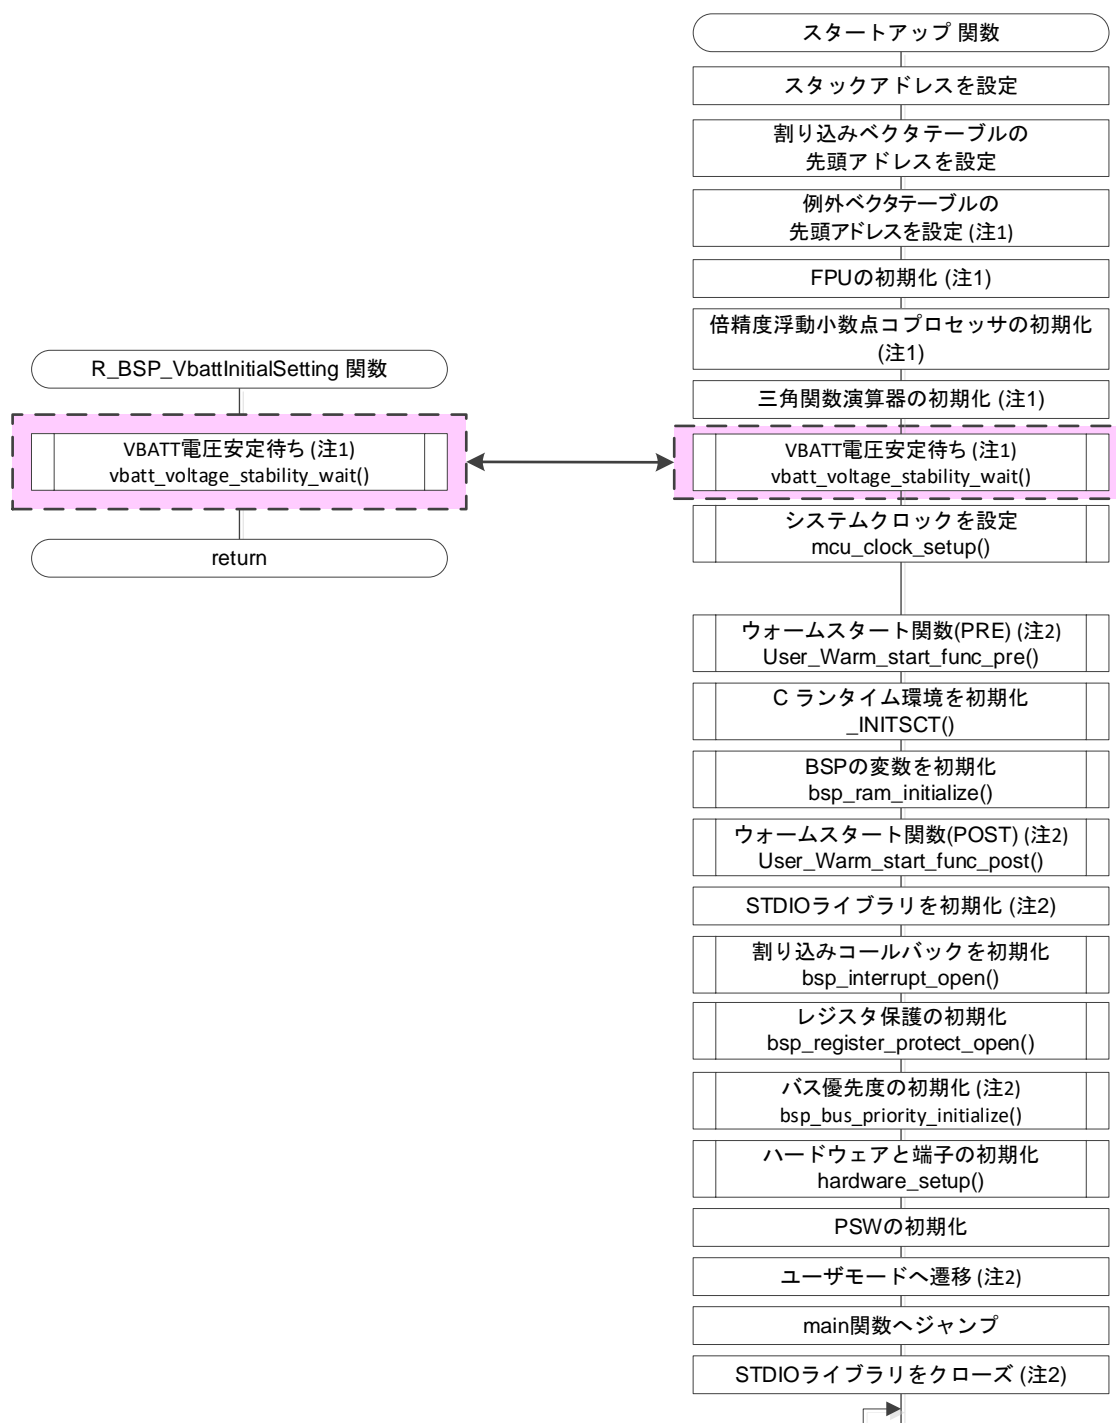 スタートアップ 関数
スタックアドレスを設定
割り込みベクタテーブルの
先頭アドレスを設定
例外ベクタテーブルの
先頭アドレスを設定 (注1)
FPUの初期化 (注1)
倍精度浮動小数点コプロセッサの初期化
(注1)
三角関数演算器の初期化 (注1)
R_BSP_VbattInitialSetting 関数
VBATT電圧安定待ち (注1)
vbatt_voltage_stability_wait()
return
VBATT電圧安定待ち (注1)
vbatt_voltage_stability_wait()
システムクロックを設定
mcu_clock_setup()
ウォームスタート関数(PRE) (注2)
User_Warm_start_func_pre()
C ランタイム環境を初期化
_INITSCT()
BSPの変数を初期化
bsp_ram_initialize()
ウォームスタート関数(POST) (注2)
User_Warm_start_func_post()
STDIOライブラリを初期化 (注2)
割り込みコールバックを初期化
bsp_interrupt_open()
レジスタ保護の初期化
bsp_register_protect_open()
バス優先度の初期化 (注2)
bsp_bus_priority_initialize()
ハードウェアと端子の初期化
hardware_setup()
PSWの初期化
ユーザモードへ遷移 (注2)
main関数へジャンプ
STDIOライブラリをクローズ (注2)